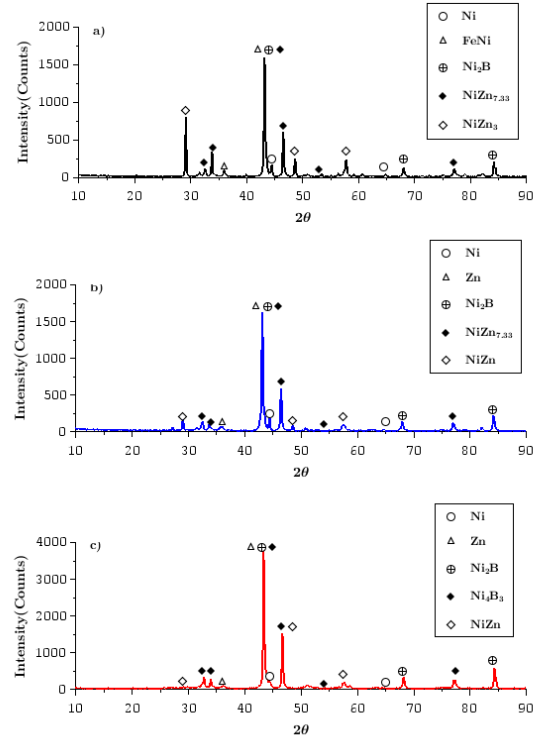 a)
Ni
FeNi
Ni₂B
NiZn₇.₃₃
NiZn₃
Intensity(Counts)
2000
1500
1000
500
0
10 20 30 40 50 60 70 80 90
2θ
b)
Ni
Zn
Ni₂B
NiZn₇.₃₃
NiZn
Intensity(Counts)
2000
1500
1000
500
0
10 20 30 40 50 60 70 80 90
2θ
c)
Ni
Zn
Ni₂B
Ni₄B₃
NiZn
Intensity(Counts)
4000
3000
2000
1000
0
10 20 30 40 50 60 70 80 90
2θ